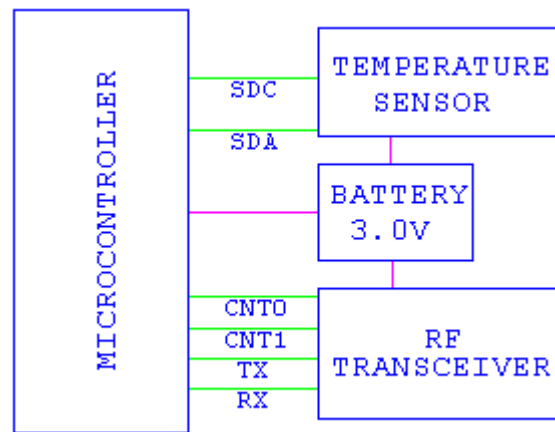 MICROCONTROLLER
SDC
SDA
TEMPERATURE
SENSOR
BATTERY
3.0V
CNT0
CNT1
TX
RX
RF
TRANSCEIVER